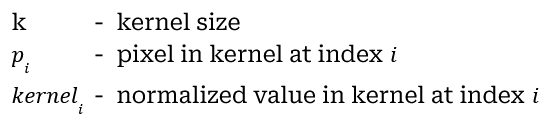 k - kernel size
p_i - pixel in kernel at index i
kernel_i - normalized value in kernel at index i